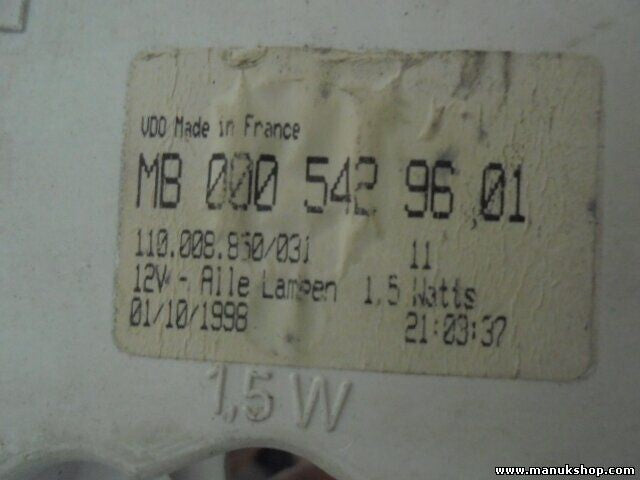 VDO Made in France
MB 000 542 96 01
110.008.860/031 11
12V - Alle Lampen 1,5 Watts
01/10/1998 21:03:37
1,5 W
www.manukshop.com